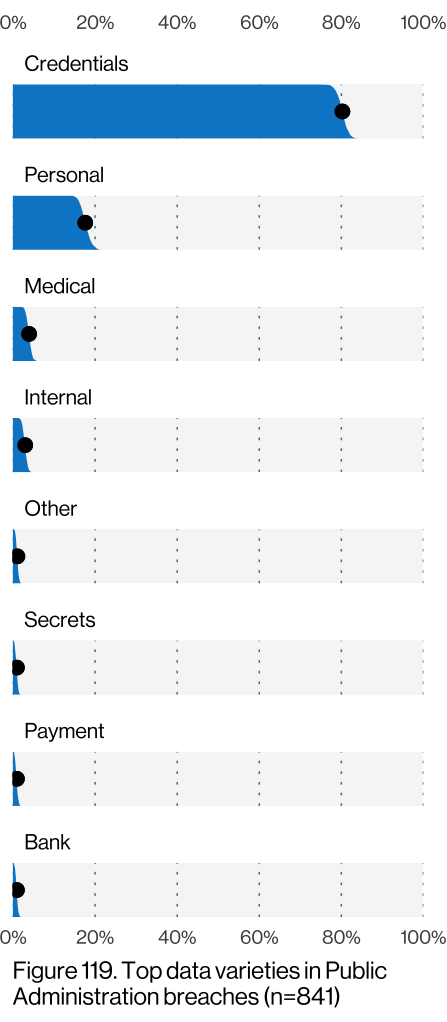 0% 20% 40% 60% 80% 100%
Credentials
Personal
Medical
Internal
Other
Secrets
Payment
Bank
0% 20% 40% 60% 80% 100%
Figure 119. Top data varieties in Public
Administration breaches (n=841)